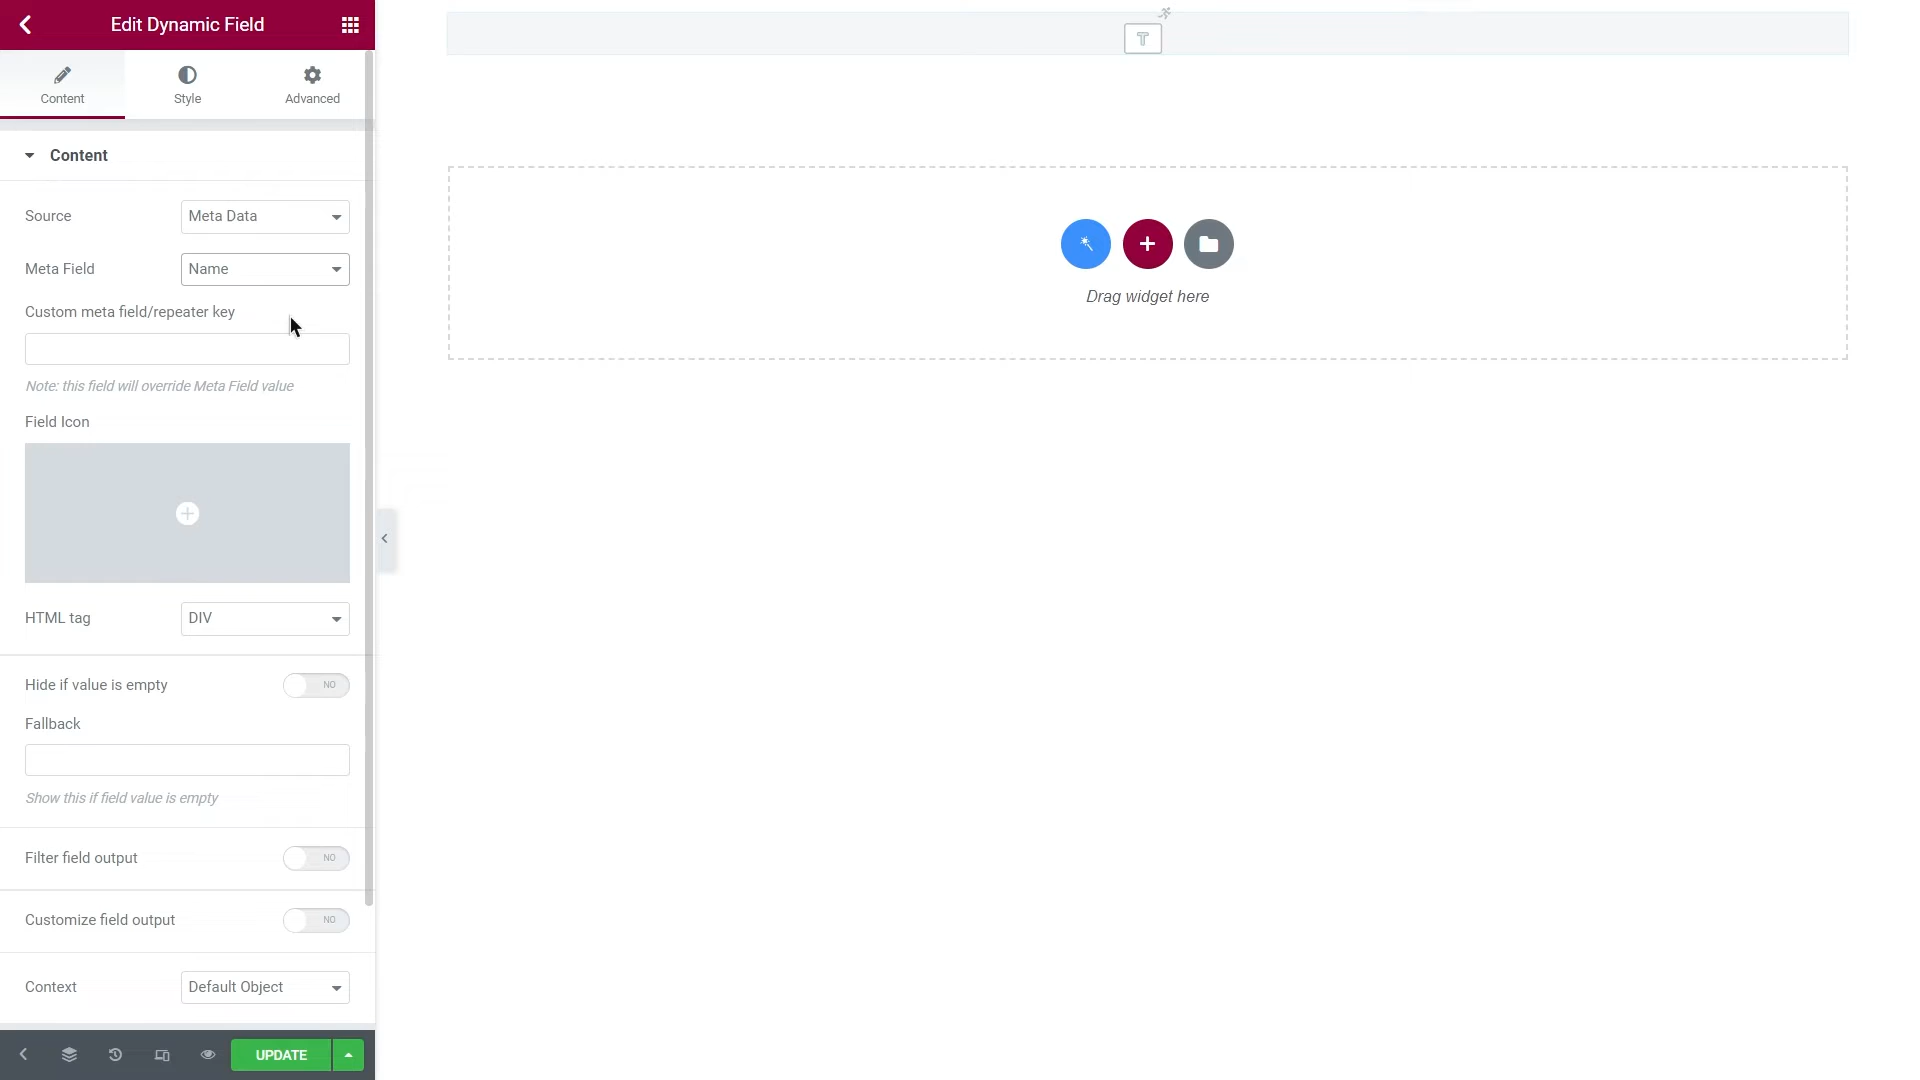 Edit Dynamic Field
Content
Style
Advanced
Content
Source
Meta Data
Meta Field
Name
Custom meta field/repeater key
Note: this field will override Meta Field value
Field Icon
HTML tag
DIV
Hide if value is empty
NO
Fallback
Show this if field value is empty
Filter field output
NO
Customize field output
NO
Context
Default Object
UPDATE
T
Drag widget here